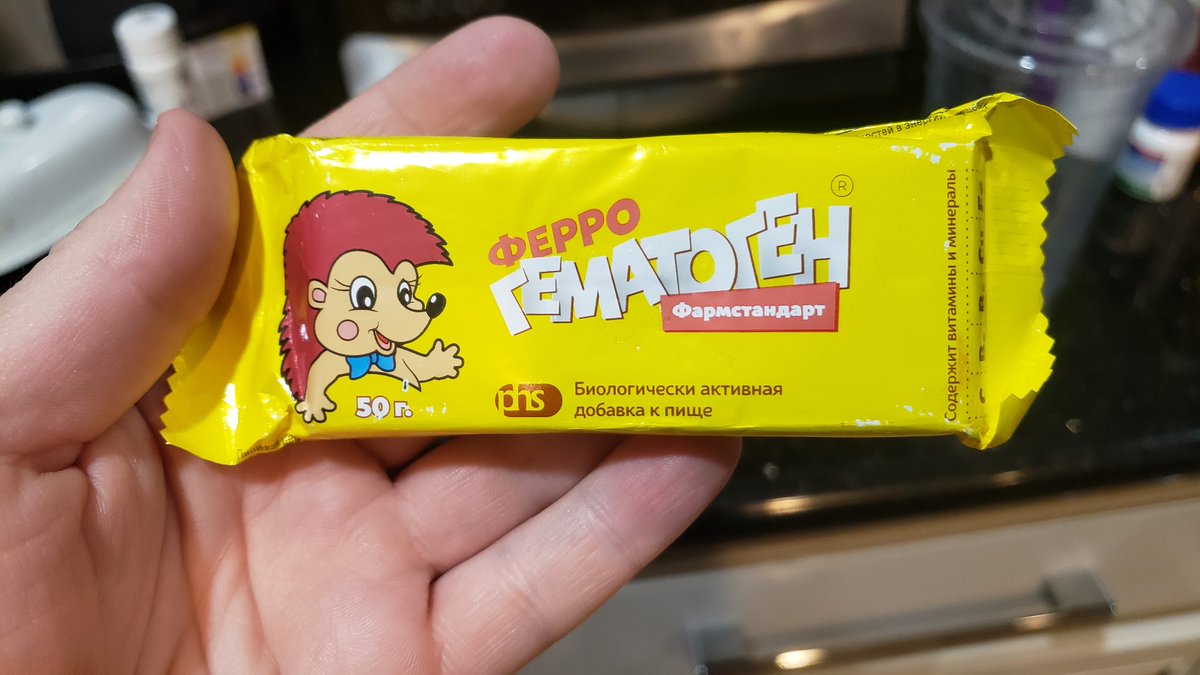 ФЕРРО
ГЕМАТОГЕН
®
Фармстандарт
50 г.
phs
Биологически активная
добавка к пище
Содержит витамины и минералы